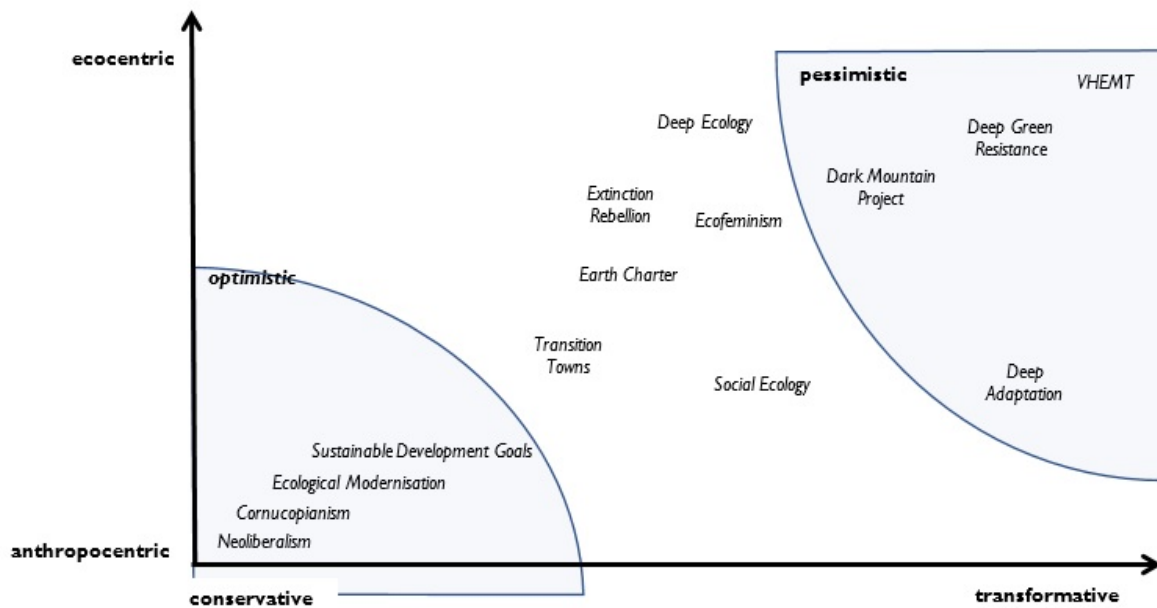 ecocentric
pessimistic
VHEMT
Deep Ecology
Deep Green
Resistance
Dark Mountain
Project
Extinction
Rebellion
Ecofeminism
optimistic
Earth Charter
Transition
Towns
Social Ecology
Deep
Adaptation
Sustainable Development Goals
Ecological Modernisation
Cornucopianism
Neoliberalism
anthropocentric
conservative
transformative